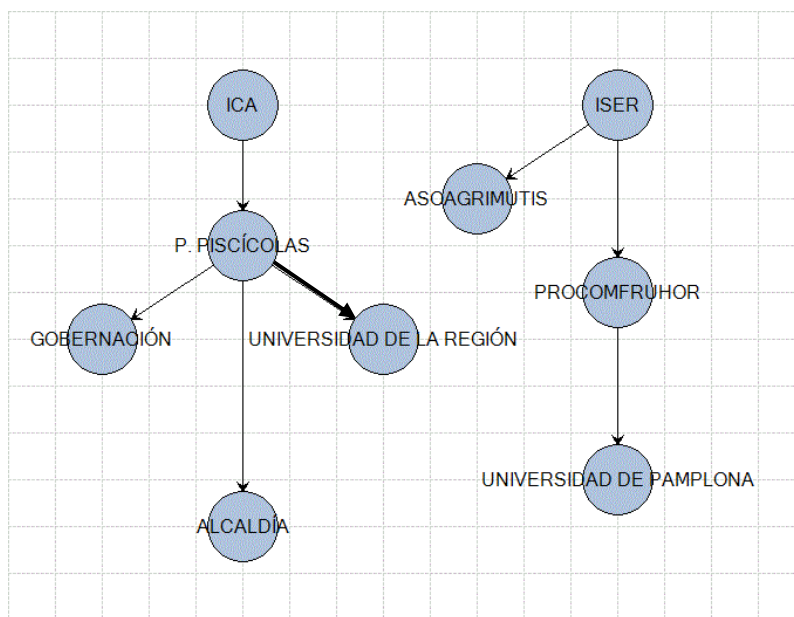 ICA
ISER
ASOAGRIMUTIS
P. PISCÍCOLAS
PROCOMFRUHOR
GOBERNACIÓN
UNIVERSIDAD DE LA REGIÓN
UNIVERSIDAD DE PAMPLONA
ALCALDÍA